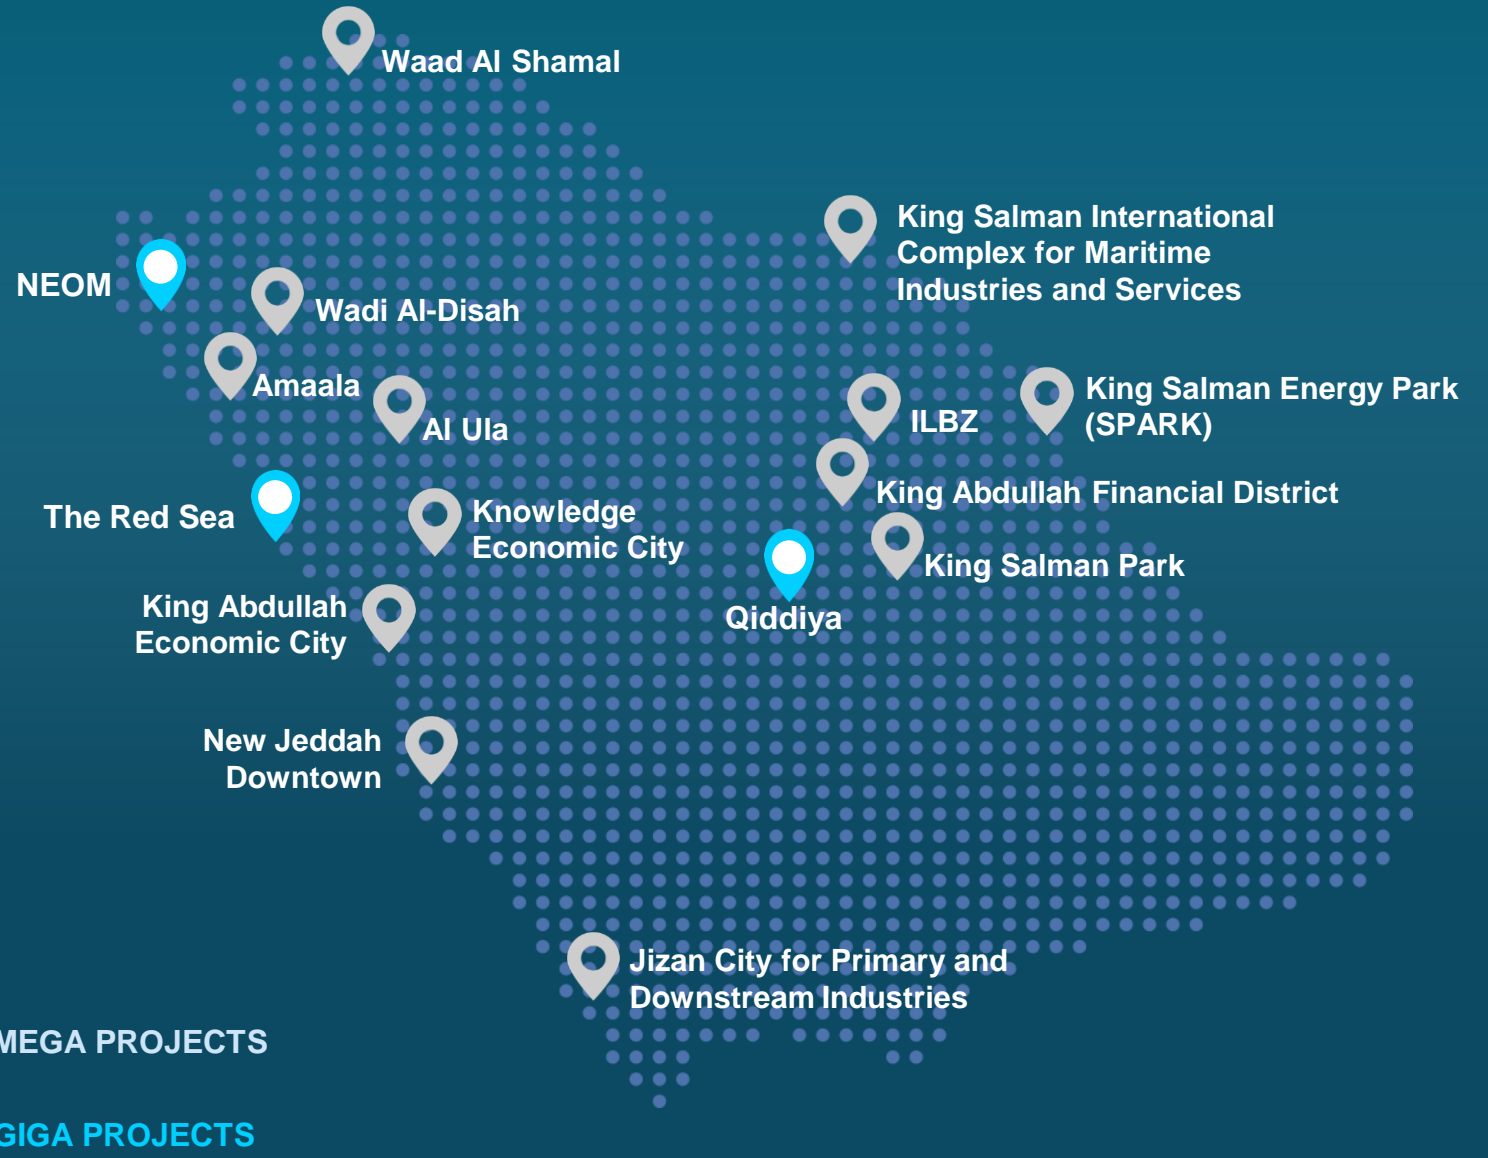 Waad Al Shamal
King Salman International
Complex for Maritime
Industries and Services
NEOM
Wadi Al-Disah
Amaala
Al Ula
ILBZ
King Salman Energy Park
(SPARK)
King Abdullah Financial District
The Red Sea
Knowledge
Economic City
King Salman Park
Qiddiya
King Abdullah
Economic City
New Jeddah
Downtown
Jizan City for Primary and
Downstream Industries
MEGA PROJECTS
GIGA PROJECTS